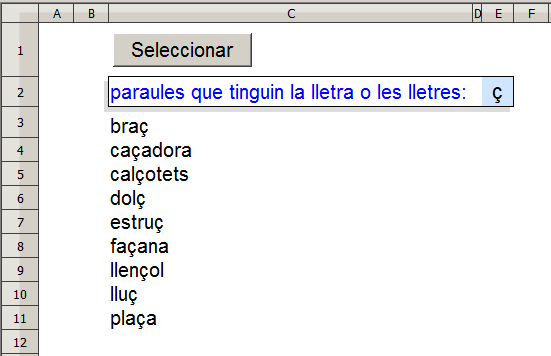 A B C D E F
1 Seleccionar
2 paraules que tinguin la lletra o les lletres: ç
3 braç
4 caçadora
5 calçotets
6 dolç
7 estruç
8 façana
9 llençol
10 lluç
11 plaça
12